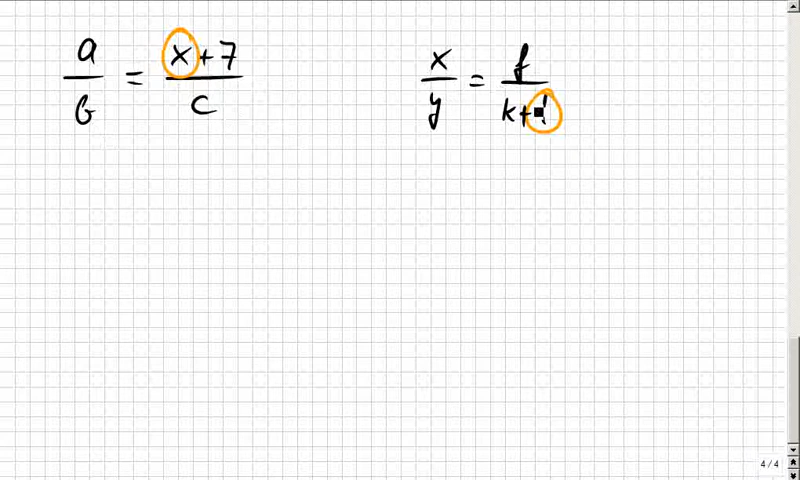 a/b = x+7/c
x/y = f/k+
4 / 4